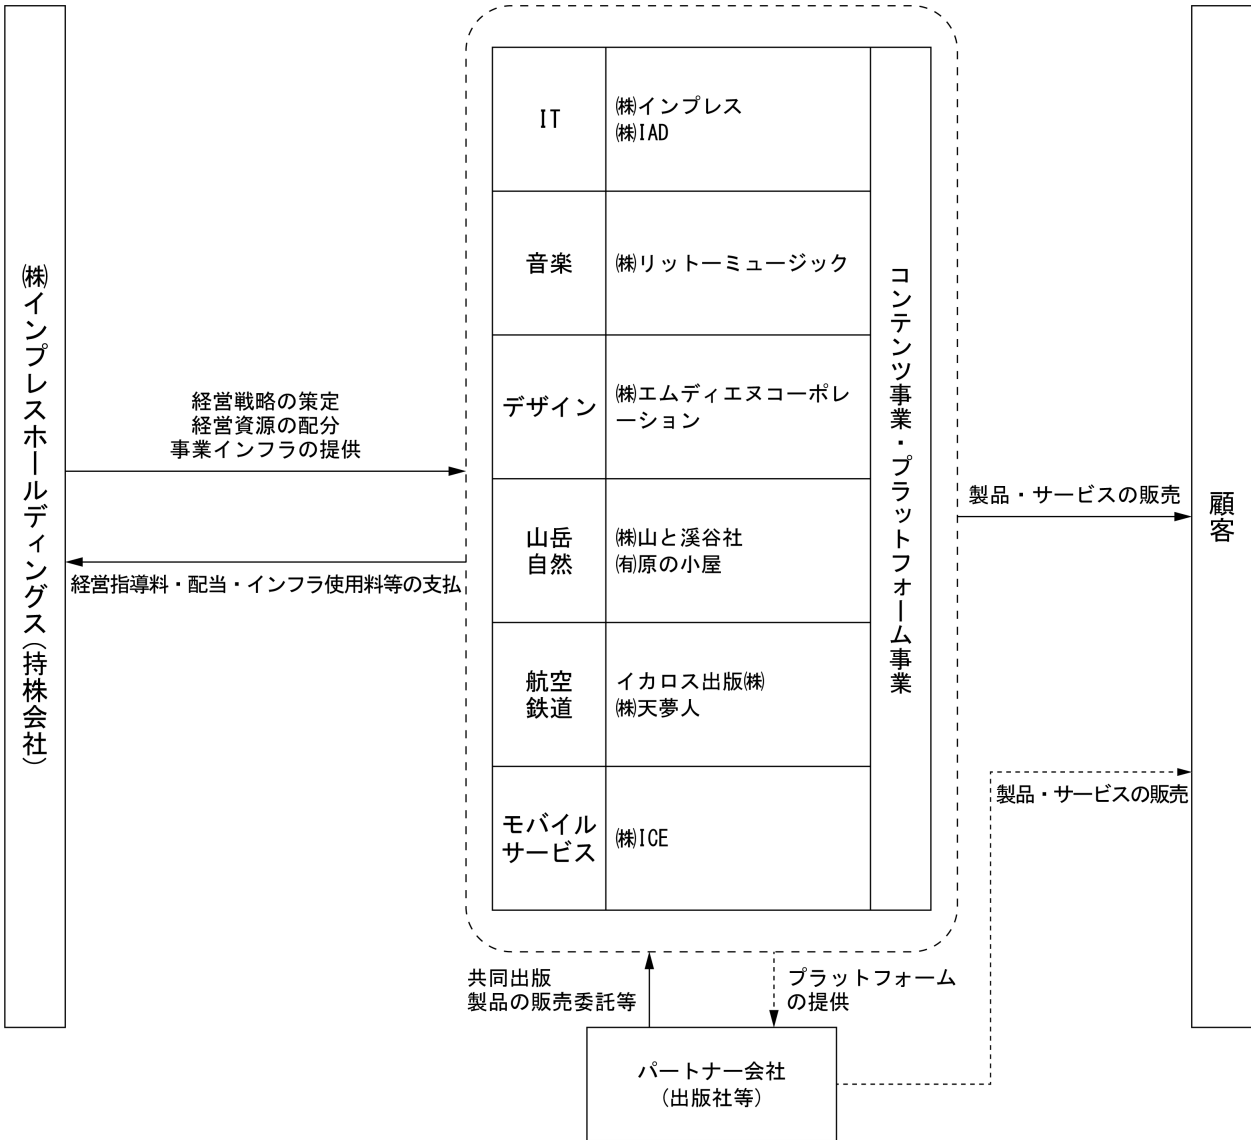 ㈱インプレスホールディングス(持株会社)
経営戦略の策定
経営資源の配分
事業インフラの提供
経営指導料・配当・インフラ使用料等の支払
IT
㈱インプレス
㈱IAD
音楽
㈱リットーミュージック
デザイン
㈱エムディエヌコーポレ
ーション
山岳
自然
㈱山と溪谷社
㈲原の小屋
航空
鉄道
イカロス出版㈱
㈱天夢人
モバイル
サービス
㈱ICE
コンテンツ事業・プラットフォーム事業
製品・サービスの販売
顧客
製品・サービスの販売
共同出版
製品の販売委託等
プラットフォーム
の提供
パートナー会社
(出版社等)